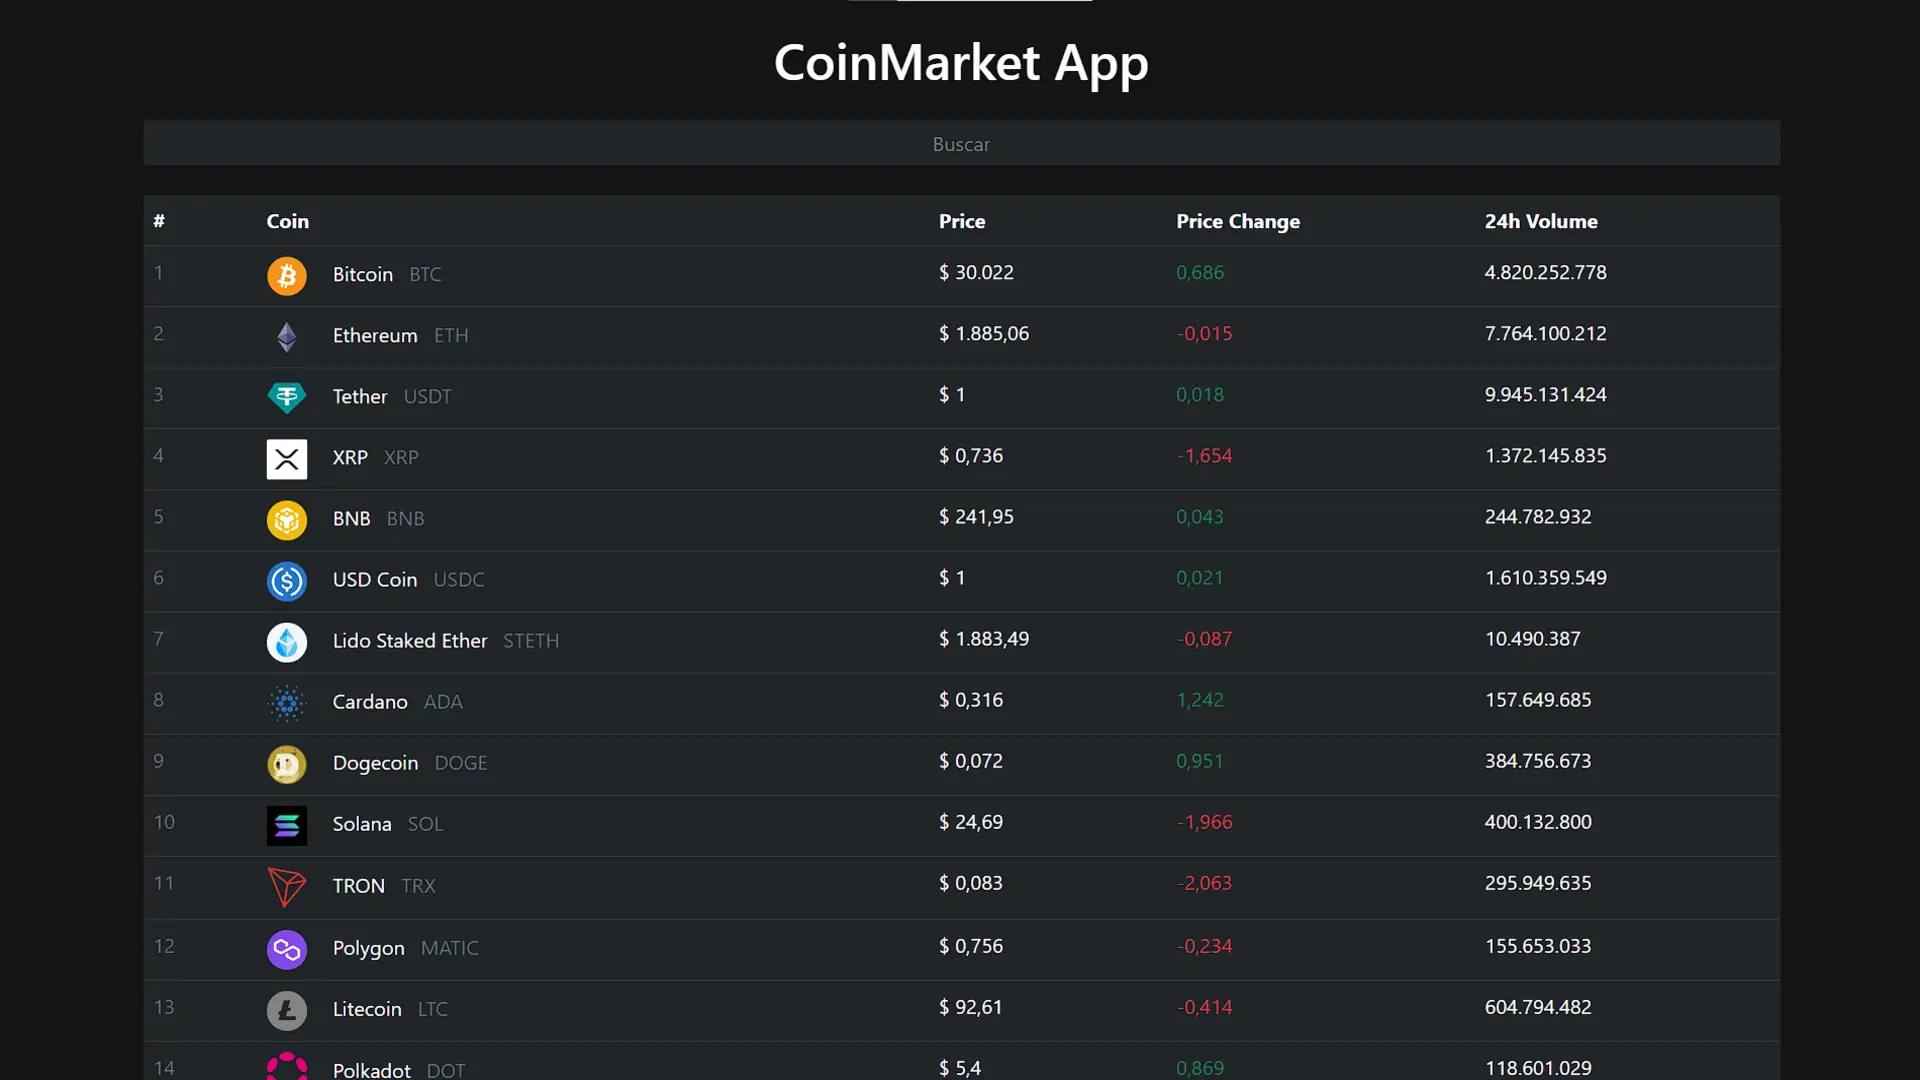 CoinMarket App
Buscar
# Coin Price Price Change 24h Volume
1 Bitcoin BTC $ 30.022 0,686 4.820.252.778
2 Ethereum ETH $ 1.885,06 -0,015 7.764.100.212
3 Tether USDT $ 1 0,018 9.945.131.424
4 XRP XRP $ 0,736 -1,654 1.372.145.835
5 BNB BNB $ 241,95 0,043 244.782.932
6 USD Coin USDC $ 1 0,021 1.610.359.549
7 Lido Staked Ether STETH $ 1.883,49 -0,087 10.490.387
8 Cardano ADA $ 0,316 1,242 157.649.685
9 Dogecoin DOGE $ 0,072 0,951 384.756.673
10 Solana SOL $ 24,69 -1,966 400.132.800
11 TRON TRX $ 0,083 -2,063 295.949.635
12 Polygon MATIC $ 0,756 -0,234 155.653.033
13 Litecoin LTC $ 92,61 -0,414 604.794.482
14 Polkadot DOT $ 5,4 0,869 118.601.029